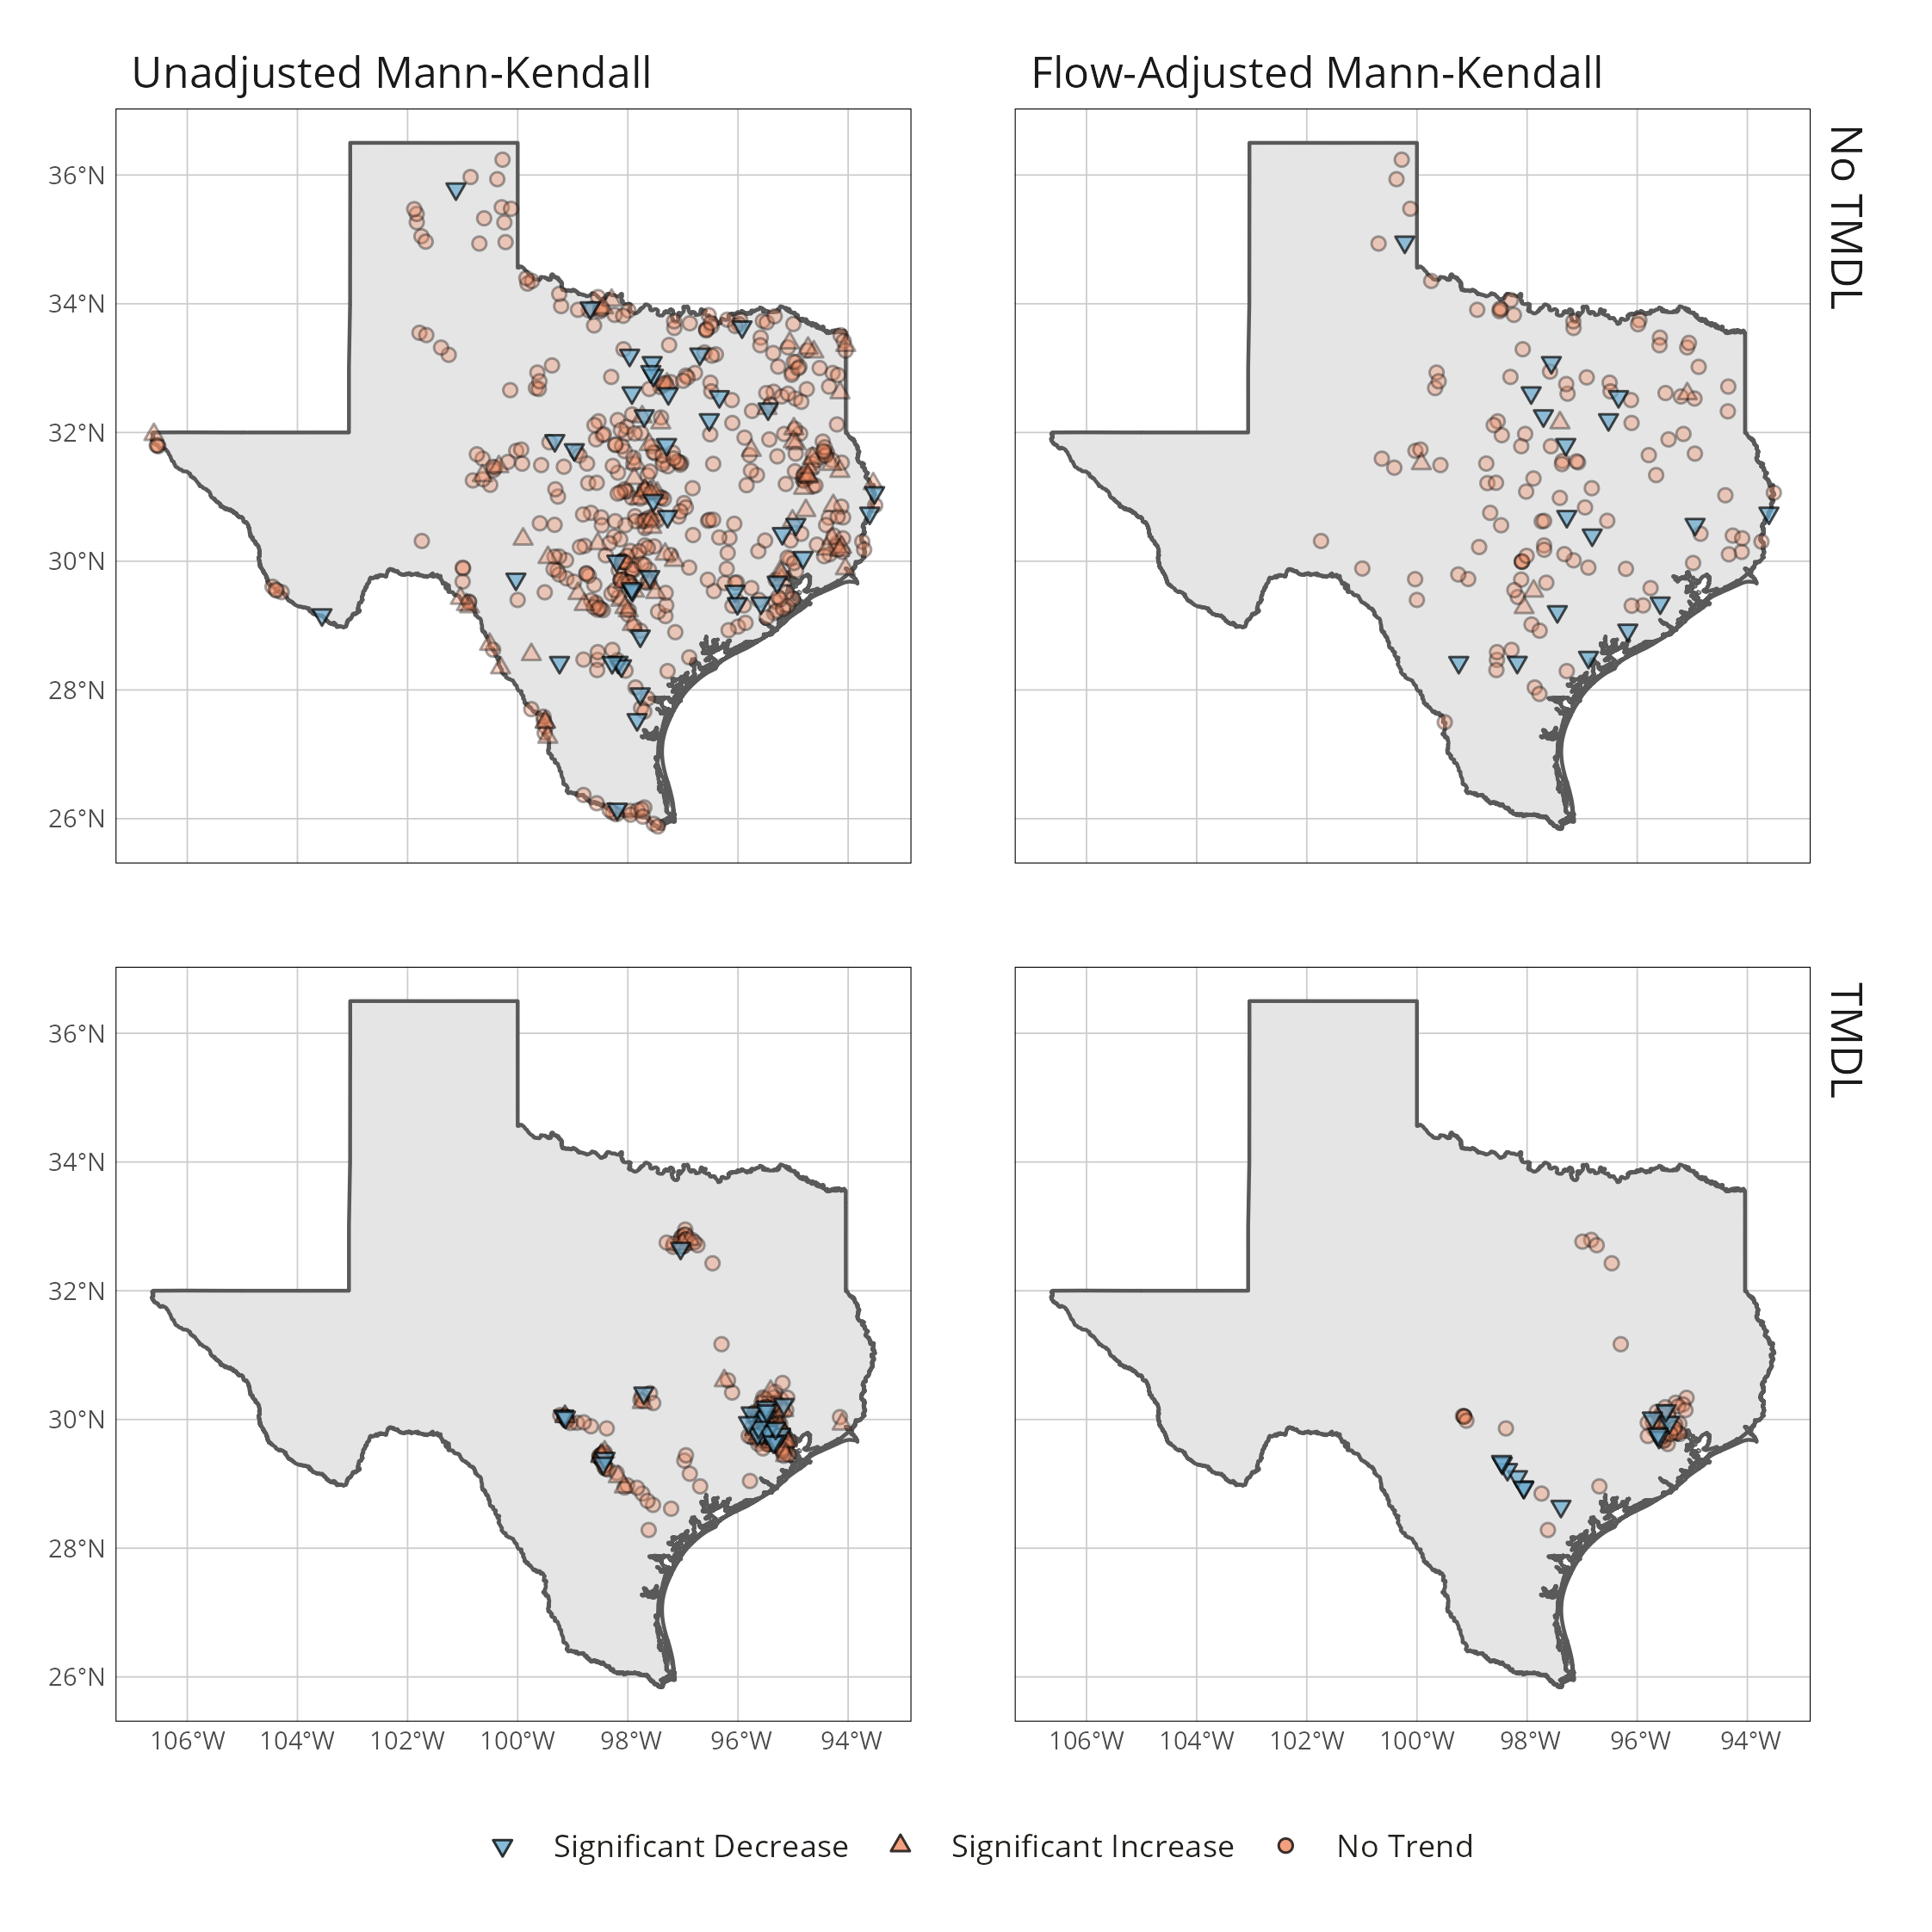 Unadjusted Mann-Kendall
Flow-Adjusted Mann-Kendall
36°N
34°N
32°N
30°N
28°N
26°N
No TMDL
36°N
34°N
32°N
30°N
28°N
26°N
TMDL
106°W 104°W 102°W 100°W 98°W 96°W 94°W
106°W 104°W 102°W 100°W 98°W 96°W 94°W
Significant Decrease Significant Increase No Trend